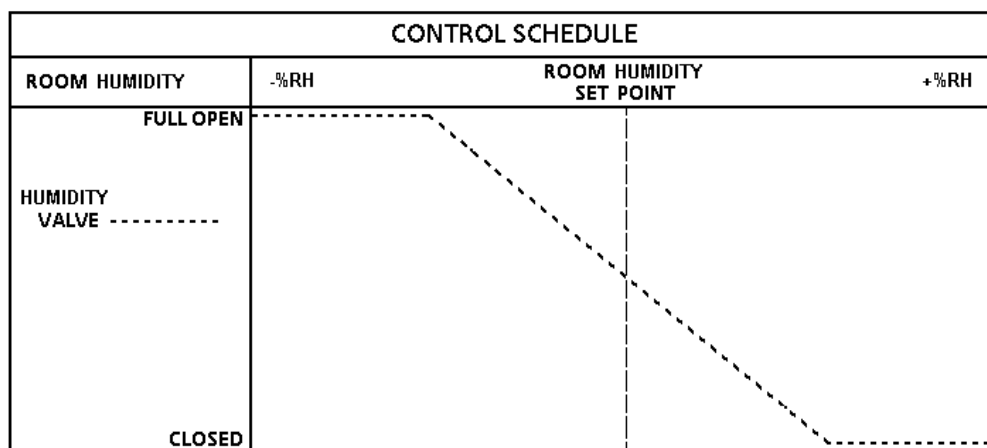 CONTROL SCHEDULE
ROOM HUMIDITY
-%RH
ROOM HUMIDITY
SET POINT
+%RH
FULL OPEN
HUMIDITY
VALVE
CLOSED